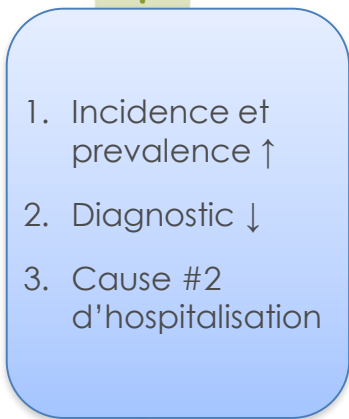 1. Incidence et
prevalence ↑
2. Diagnostic ↓
3. Cause #2
d’hospitalisation